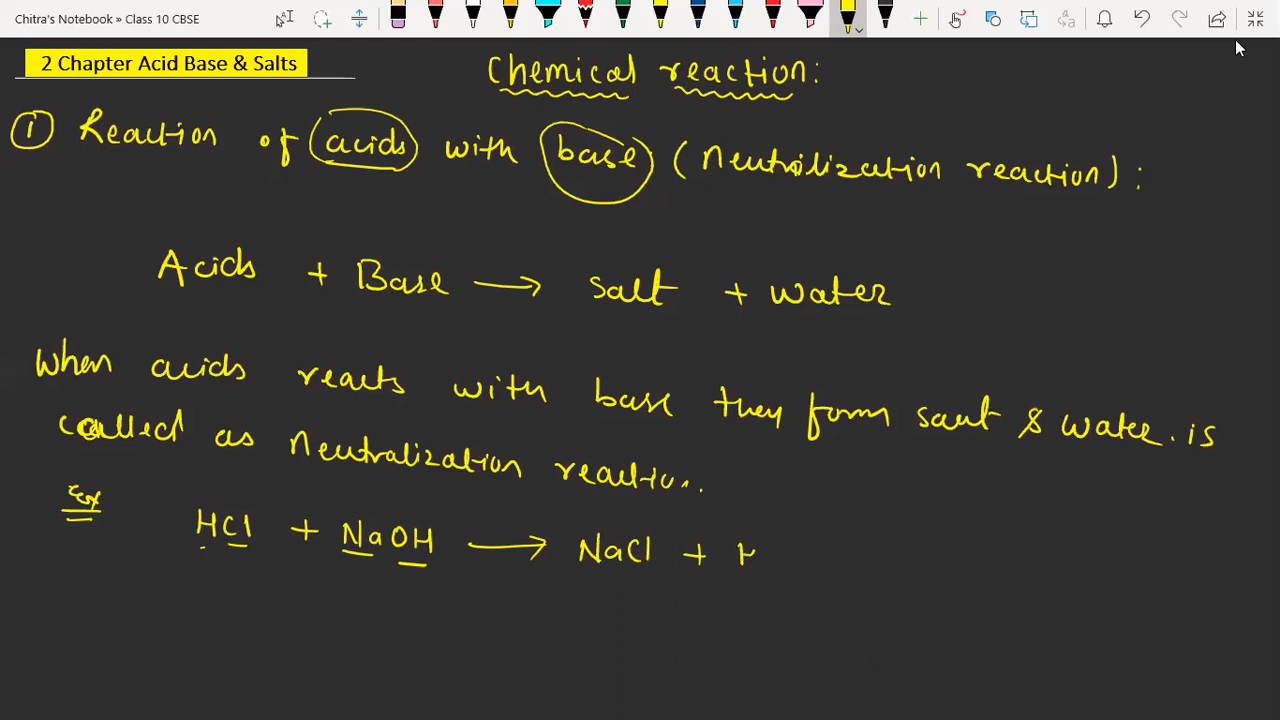 Chitra's Notebook » Class 10 CBSE
2 Chapter Acid Base & Salts
Chemical reaction:
① Reaction of acids with base (Neutrilization reaction):
Acids + Base → salt + water
When acids reacts with base they form saut & water. is
called as neutralization reaction.
Ex
HCl + NaOH → NaCl + H